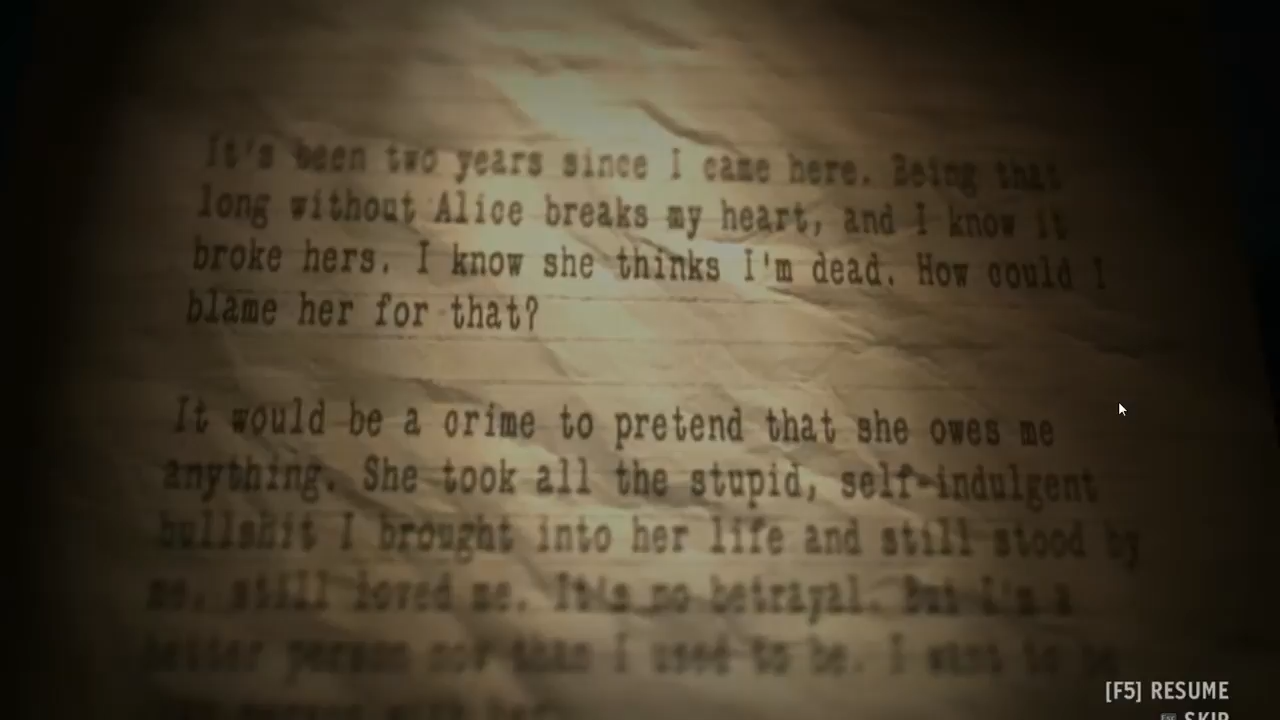 It's been two years since I came here. Being that
long without Alice breaks my heart, and I know it
broke hers. I know she thinks I'm dead. How could I
blame her for that?
It would be a crime to pretend that she owes me
anything. She took all the stupid, self-indulgent
bullshit I brought into her life and still stood by
me, still loved me. It's no betrayal. But I'm a
better person now than I used to be. I want to be
[F5] RESUME
Esc SKIP